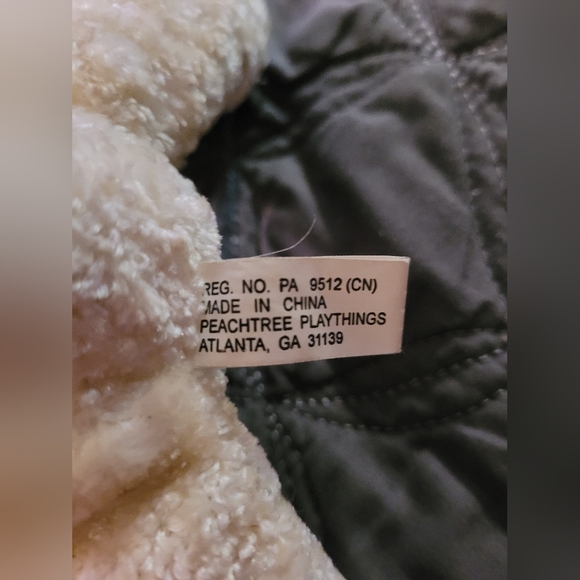 REG. NO. PA 9512 (CN)
MADE IN CHINA
PEACHTREE PLAYTHINGS
ATLANTA, GA 31139